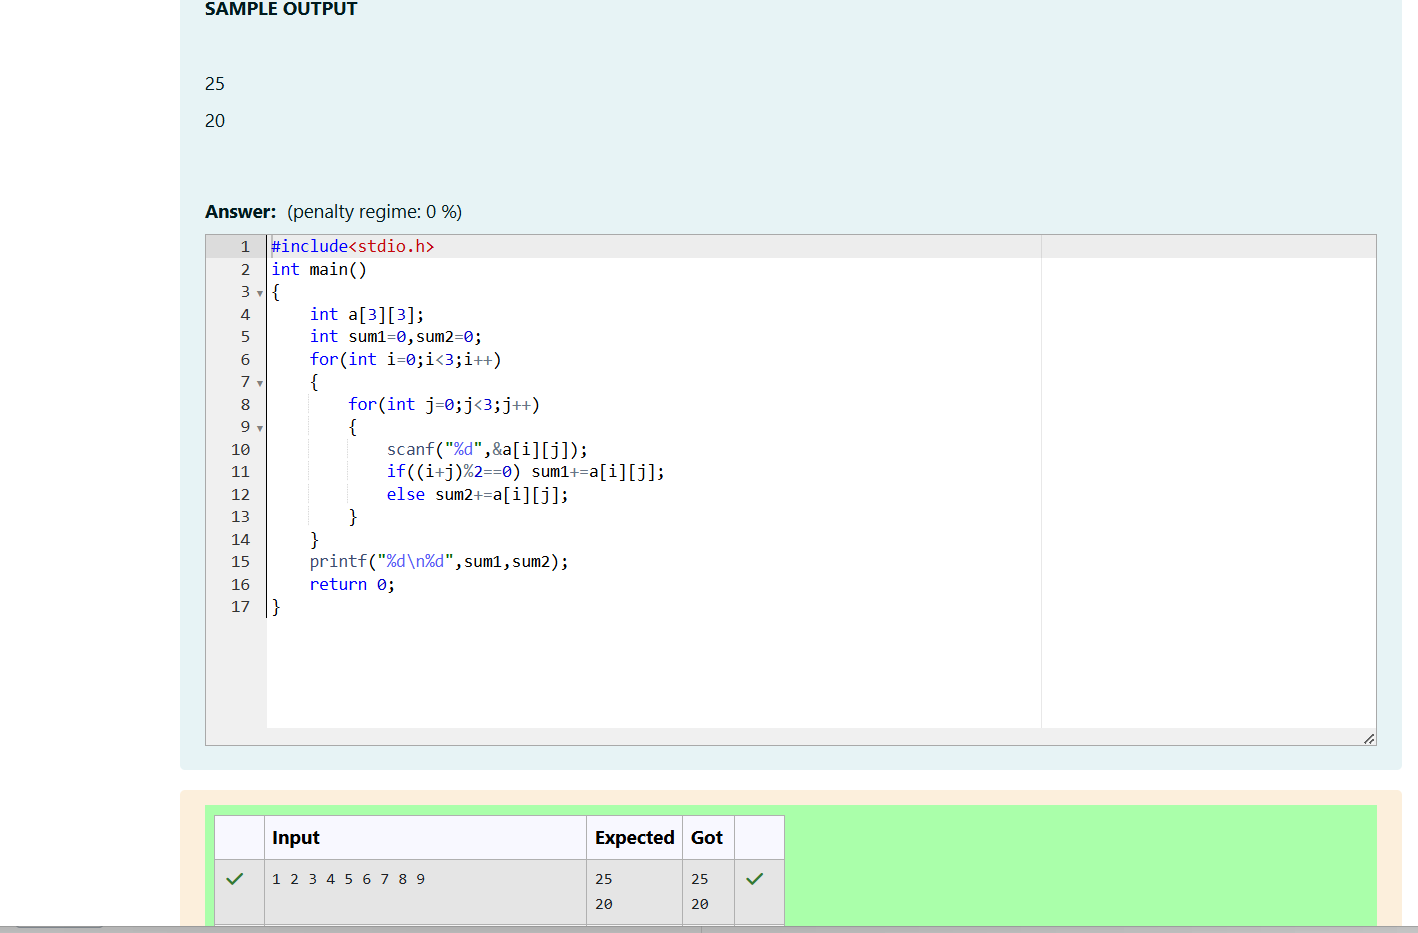 SAMPLE OUTPUT
25
20
Answer: (penalty regime: 0 %)
1 #include<stdio.h>
2 int main()
3 {
4     int a[3][3];
5     int sum1=0,sum2=0;
6     for(int i=0;i<3;i++)
7     {
8         for(int j=0;j<3;j++)
9         {
10             scanf("%d",&a[i][j]);
11             if((i+j)%2==0) sum1+=a[i][j];
12             else sum2+=a[i][j];
13         }
14     }
15     printf("%d\n%d",sum1,sum2);
16     return 0;
17 }
Input Expected Got
1 2 3 4 5 6 7 8 9 25 25
20 20